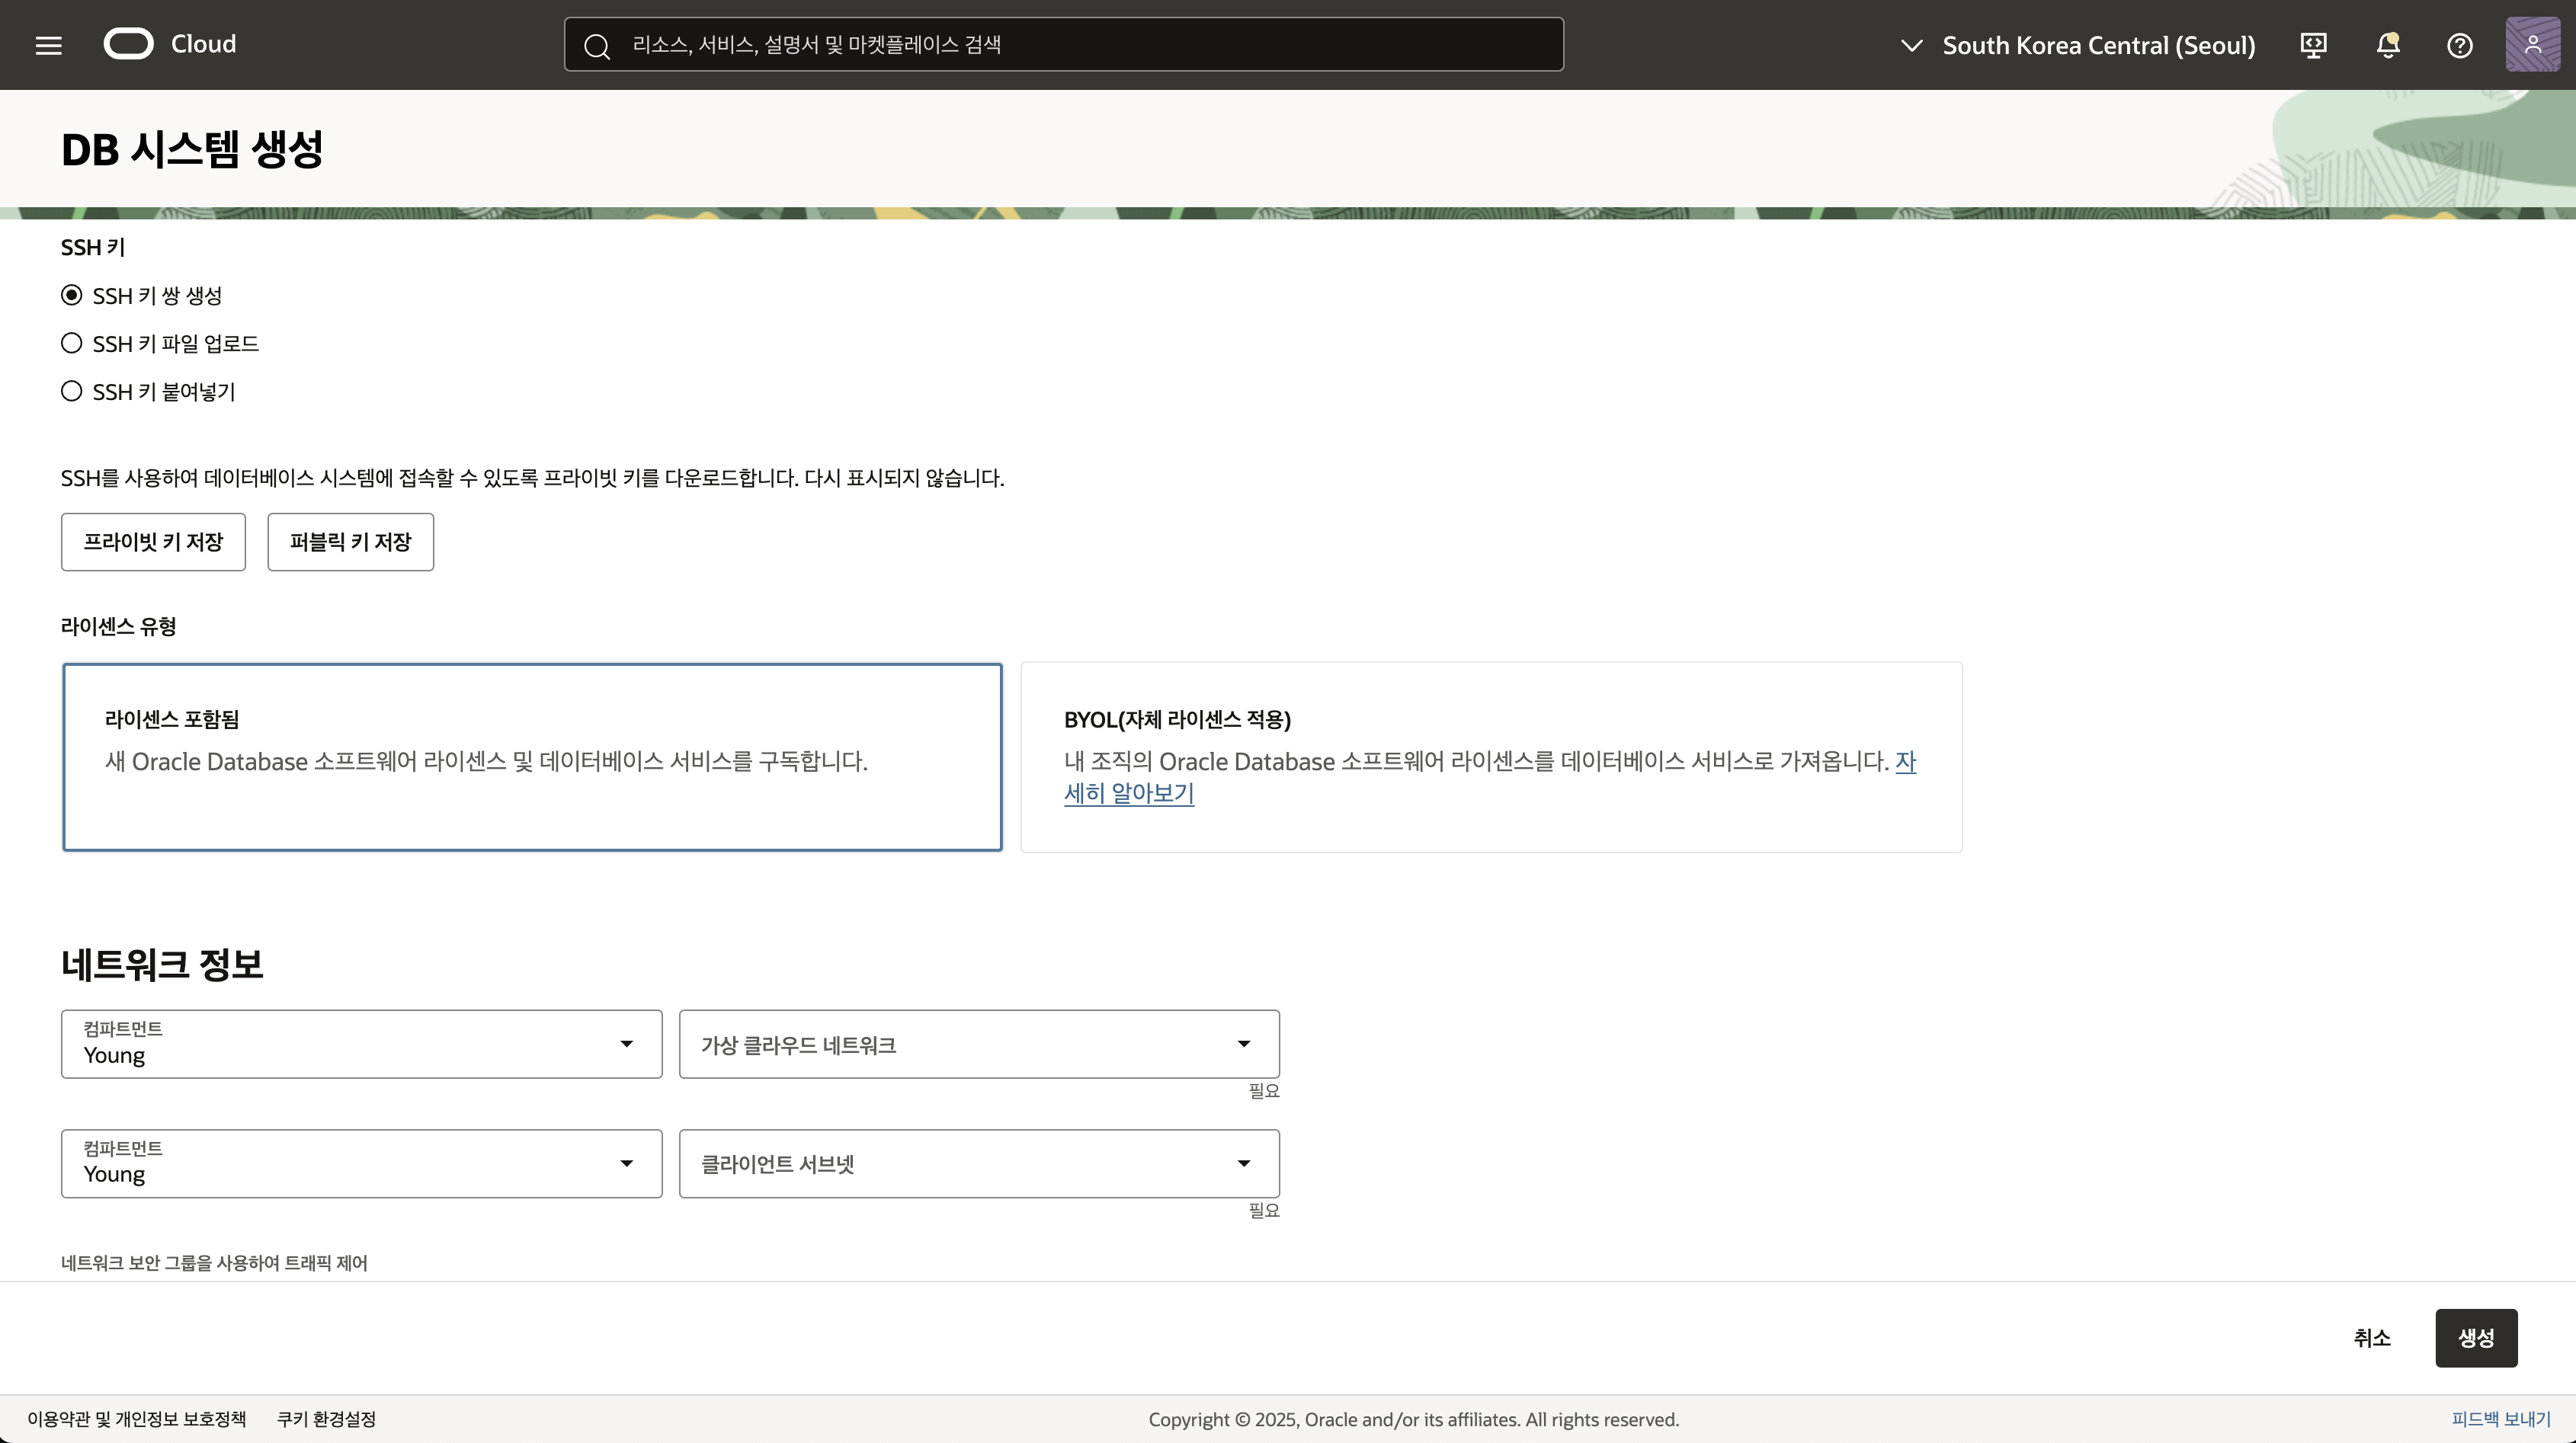 Cloud
리소스, 서비스, 설명서 및 마켓플레이스 검색
South Korea Central (Seoul)
DB 시스템 생성
SSH 키
SSH 키 쌍 생성
SSH 키 파일 업로드
SSH 키 붙여넣기
SSH를 사용하여 데이터베이스 시스템에 접속할 수 있도록 프라이빗 키를 다운로드합니다. 다시 표시되지 않습니다.
프라이빗 키 저장
퍼블릭 키 저장
라이센스 유형
라이센스 포함됨
새 Oracle Database 소프트웨어 라이센스 및 데이터베이스 서비스를 구독합니다.
BYOL(자체 라이센스 적용)
내 조직의 Oracle Database 소프트웨어 라이센스를 데이터베이스 서비스로 가져옵니다. 자
세히 알아보기
네트워크 정보
컴파트먼트
Young
가상 클라우드 네트워크
필요
컴파트먼트
Young
클라이언트 서브넷
필요
네트워크 보안 그룹을 사용하여 트래픽 제어
취소
생성
이용약관 및 개인정보 보호정책
쿠키 환경설정
Copyright © 2025, Oracle and/or its affiliates. All rights reserved.
피드백 보내기